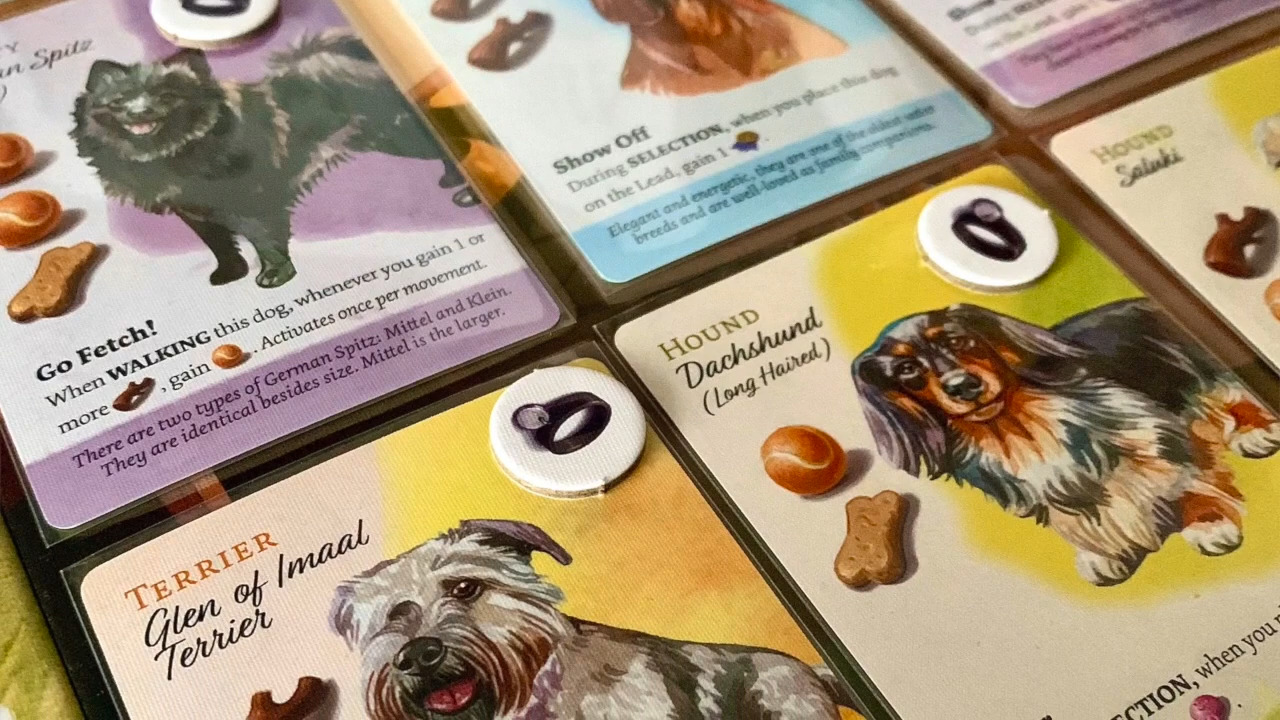 an Spitz
Go Fetch!
When WALKING this dog, whenever you gain 1 or
more , gain . Activates once per movement.
There are two types of German Spitz: Mittel and Klein.
They are identical besides size. Mittel is the larger.
Show Off
During SELECTION, when you place this dog
on the Lead, gain 1 .
Elegant and energetic, they are one of the oldest setter
breeds and are well-loved as family companions.
HOUND
Saluki
HOUND
Dachshund
(Long Haired)
TERRIER
Glen of Imaal
Terrier
CTION, when you